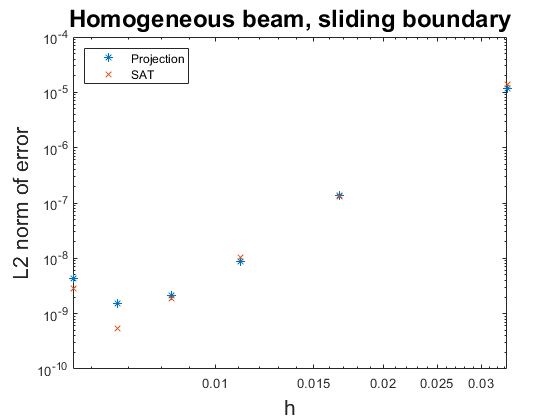 Homogeneous beam, sliding boundary
10^-4
Projection
SAT
10^-5
10^-6
10^-7
10^-8
10^-9
10^-10
L2 norm of error
0.01
0.015
0.02
0.025
0.03
h